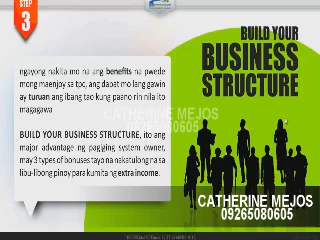 STEP
3
ngayong nakita mo na ang benefits na pwede
mong maenjoy sa tpc, ang dapat mo lang gawin
ay turuan ang ibang tao kung paano rin nila ito
magagawa
BUILD YOUR BUSINESS STRUCTURE, ito ang
major advantage ng pagiging system owner,
may 3 types of bonuses tayo na nakatulong na sa
libu-libong pinoy para kumita ng extra income.
BUILD YOUR
BUSINESS
STRUCTURE
CATHERINE MEJOS
09265080605
CATHERINE MEJOS
09265080605